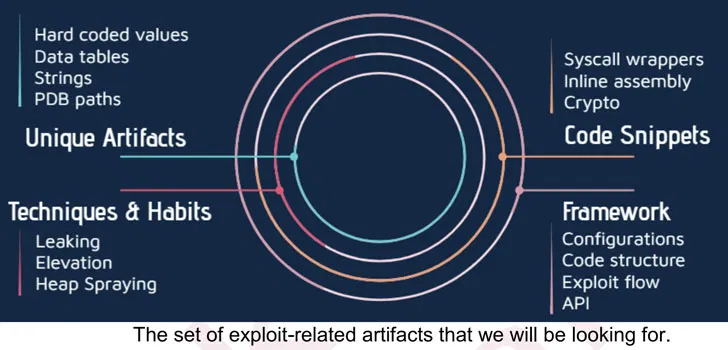 Hard coded values
Data tables
Strings
PDB paths
Unique Artifacts
Syscall wrappers
Inline assembly
Crypto
Code Snippets
Techniques & Habits
Leaking
Elevation
Heap Spraying
Framework
Configurations
Code structure
Exploit flow
API
The set of exploit-related artifacts that we will be looking for.